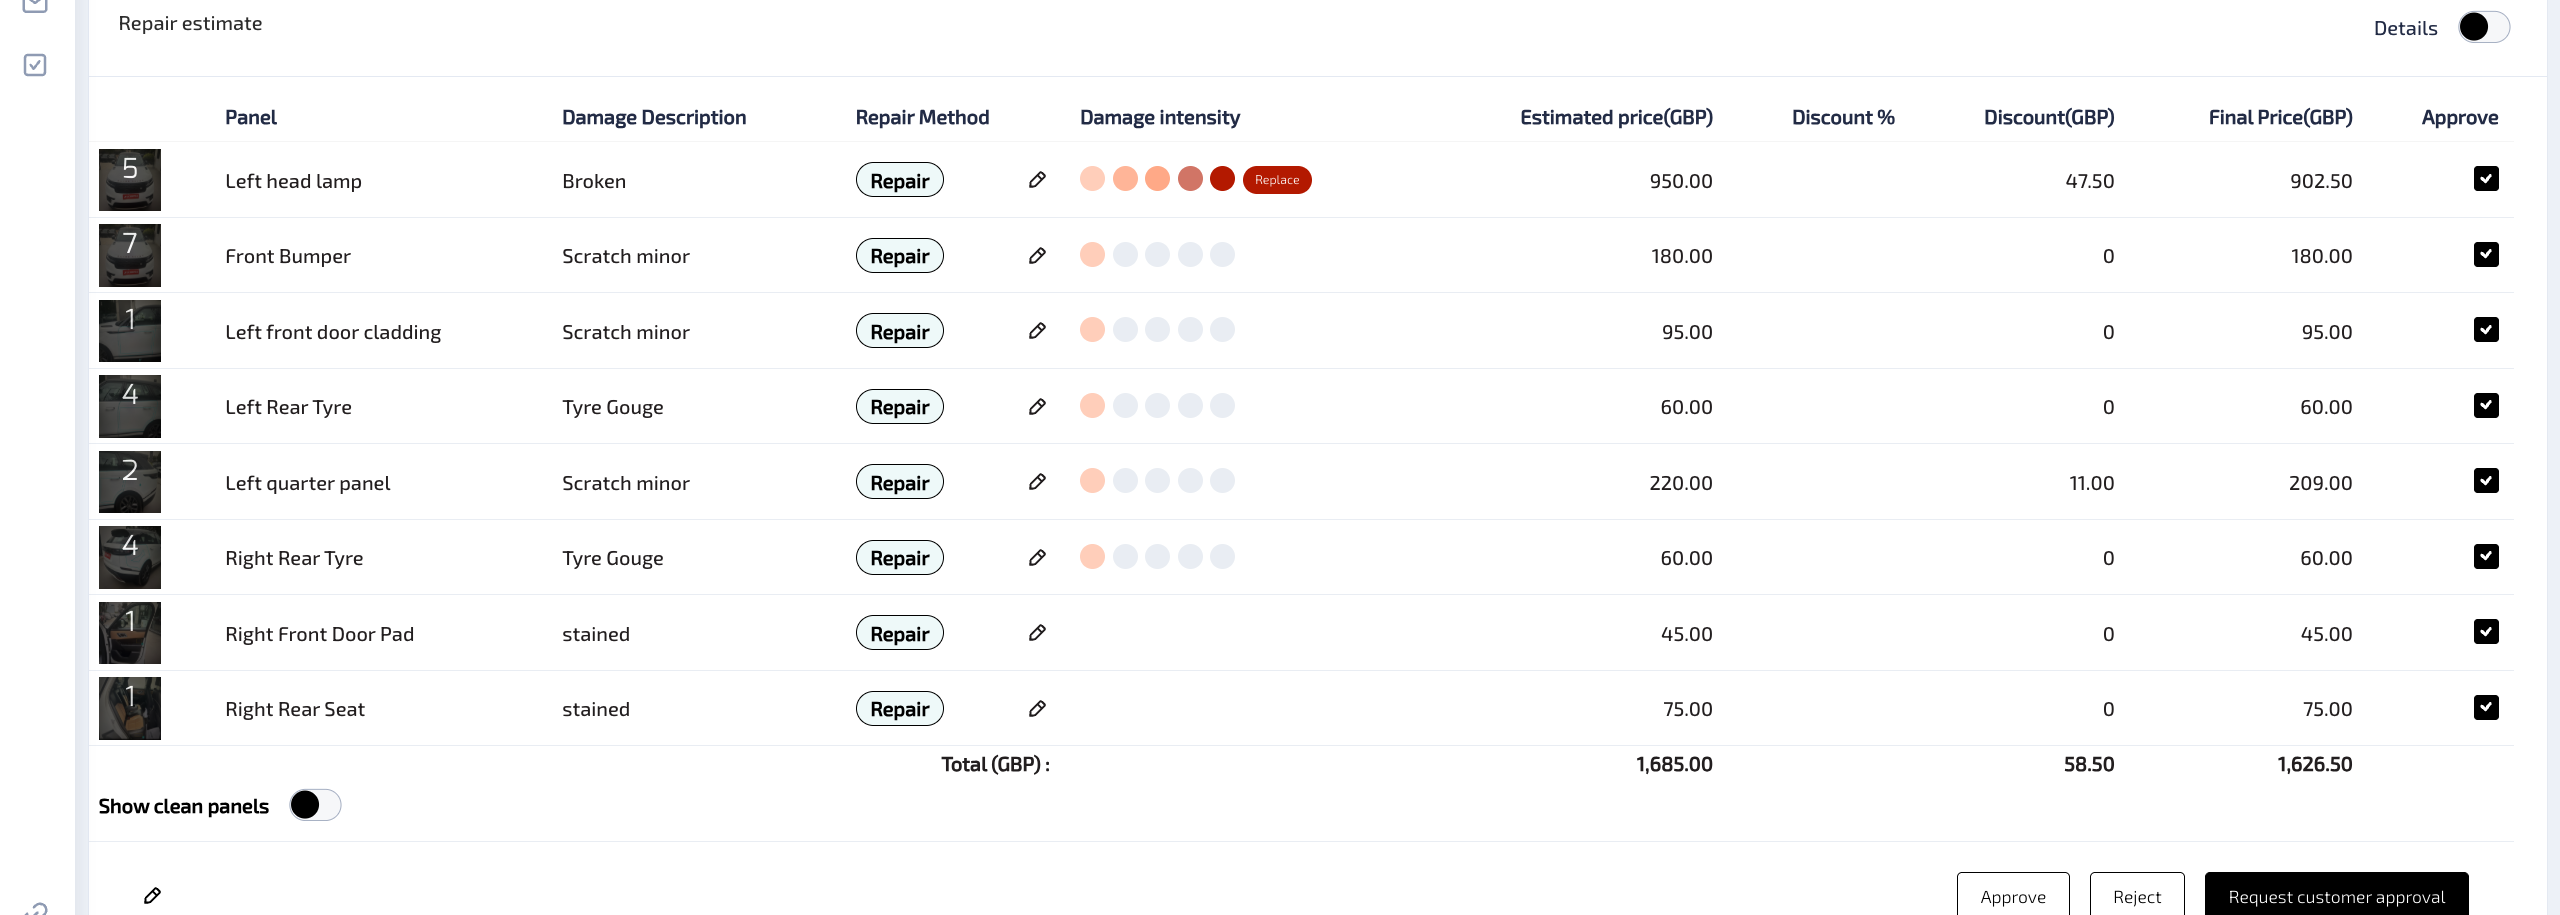 Repair estimate
Details
Panel Damage Description Repair Method Damage intensity Estimated price(GBP) Discount % Discount(GBP) Final Price(GBP) Approve
5 Left head lamp Broken Repair Replace 950.00 47.50 902.50
7 Front Bumper Scratch minor Repair 180.00 0 180.00
1 Left front door cladding Scratch minor Repair 95.00 0 95.00
4 Left Rear Tyre Tyre Gouge Repair 60.00 0 60.00
2 Left quarter panel Scratch minor Repair 220.00 11.00 209.00
4 Right Rear Tyre Tyre Gouge Repair 60.00 0 60.00
1 Right Front Door Pad stained Repair 45.00 0 45.00
1 Right Rear Seat stained Repair 75.00 0 75.00
Total (GBP) : 1,685.00 58.50 1,626.50
Show clean panels
Approve Reject Request customer approval